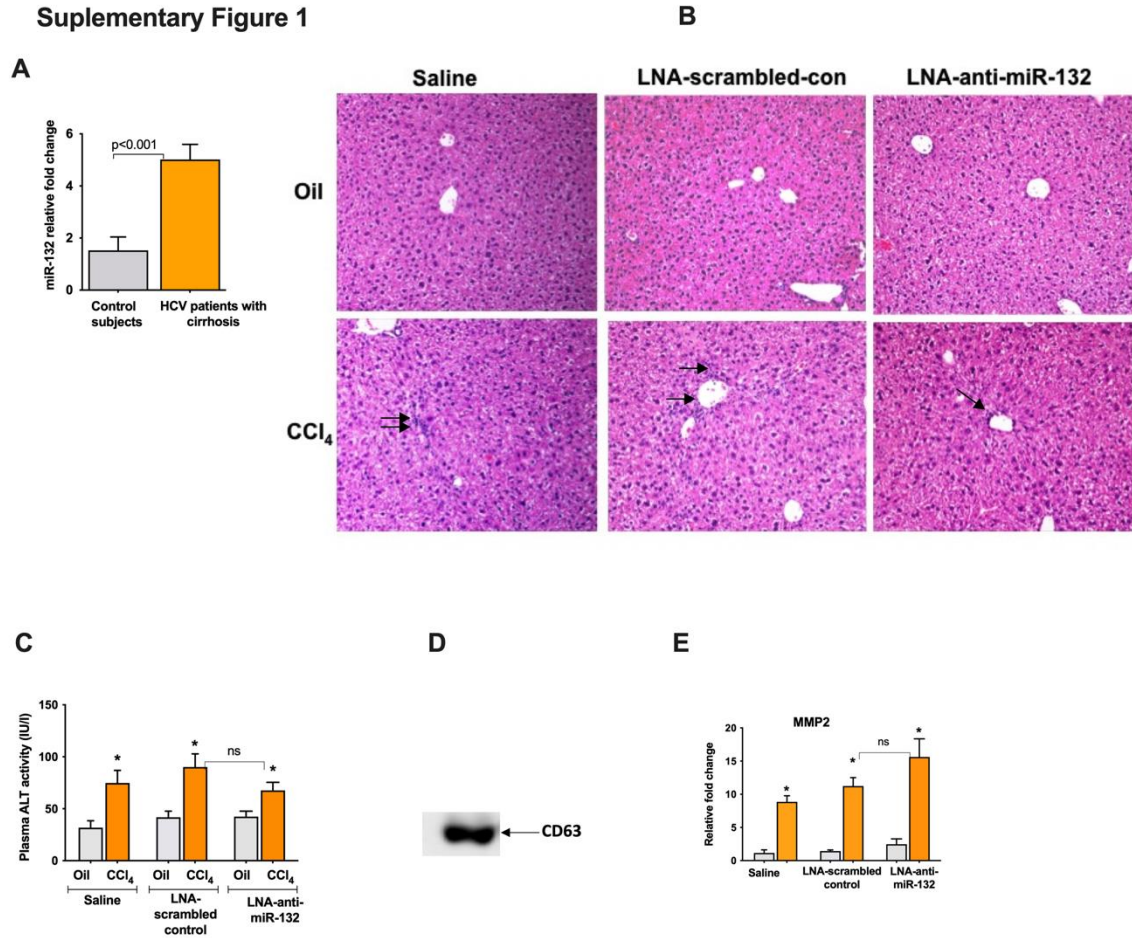 Suplementary Figure 1
A
miR-132 relative fold change
6
4
2
0
p<0.001
Control
subjects
HCV patients with
cirrhosis
B
Saline
LNA-scrambled-con
LNA-anti-miR-132
Oil
CCl₄
C
Plasma ALT activity (IU/l)
150
100
50
0
*
*
ns
*
Oil CCl₄ Oil CCl₄ Oil CCl₄
Saline
LNA-
scrambled
control
LNA-anti-
miR-132
D
CD63
E
MMP2
Relative fold change
20
15
10
5
0
*
*
ns
*
Saline
LNA-scrambled
control
LNA-anti-
miR-132